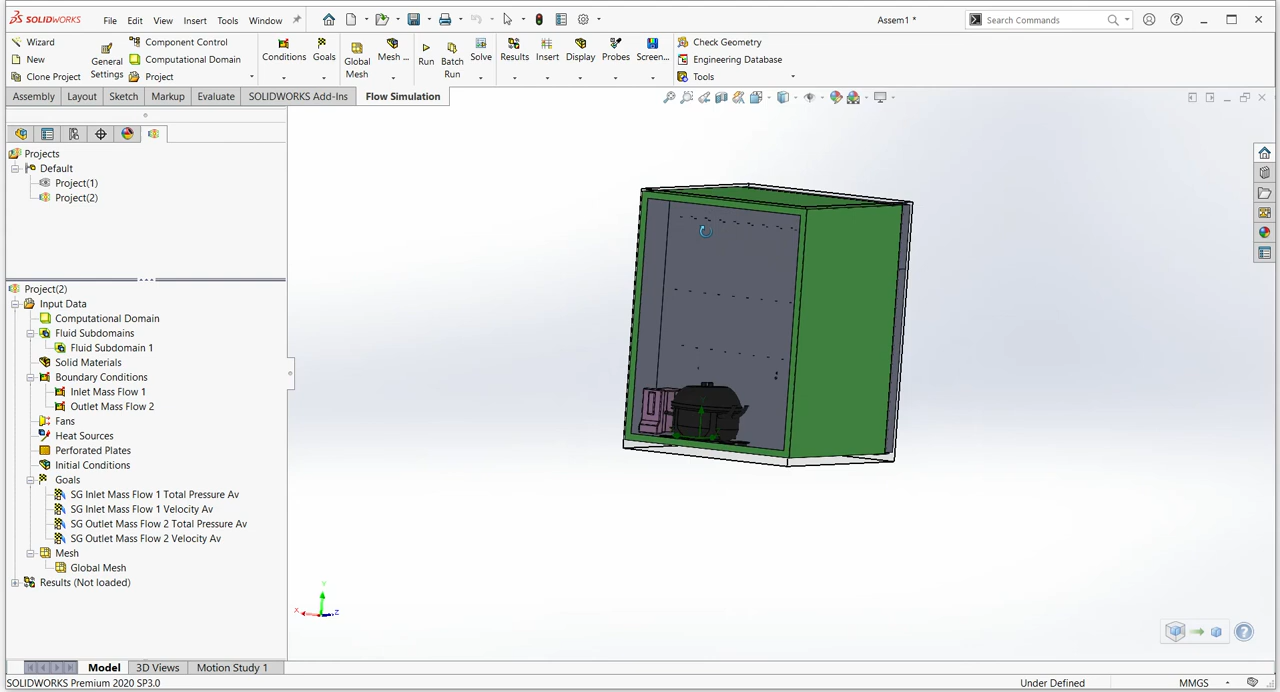 SOLIDWORKS File Edit View Insert Tools Window Assem1 * Search Commands
Wizard Component Control
New General Settings Computational Domain Conditions Goals Global Mesh Mesh ... Run Batch Run Solve Results Insert Display Probes Screen... Check Geometry
Engineering Database
Clone Project Project Tools
Assembly Layout Sketch Markup Evaluate SOLIDWORKS Add-Ins Flow Simulation
Projects
Default
Project(1)
Project(2)
Project(2)
Input Data
Computational Domain
Fluid Subdomains
Fluid Subdomain 1
Solid Materials
Boundary Conditions
Inlet Mass Flow 1
Outlet Mass Flow 2
Fans
Heat Sources
Perforated Plates
Initial Conditions
Goals
SG Inlet Mass Flow 1 Total Pressure Av
SG Inlet Mass Flow 1 Velocity Av
SG Outlet Mass Flow 2 Total Pressure Av
SG Outlet Mass Flow 2 Velocity Av
Mesh
Global Mesh
Results (Not loaded)
Y
X Z
Model 3D Views Motion Study 1
SOLIDWORKS Premium 2020 SP3.0 Under Defined MMGS